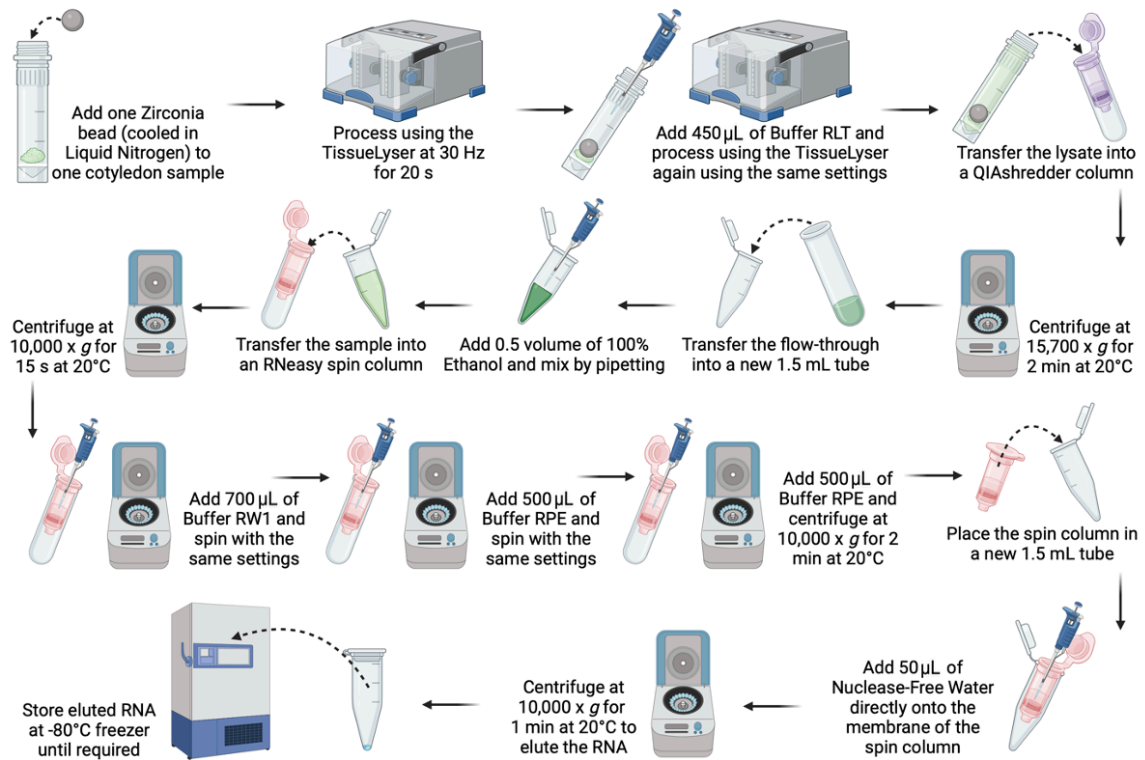 Add one Zirconia
bead (cooled in
Liquid Nitrogen) to
one cotyledon sample
Process using the
TissueLyser at 30 Hz
for 20 s
Add 450 µL of Buffer RLT and
process using the TissueLyser
again using the same settings
Transfer the lysate into
a QIAshredder column
Centrifuge at
15,700 x g for
2 min at 20°C
Transfer the flow-through
into a new 1.5 mL tube
Add 0.5 volume of 100%
Ethanol and mix by pipetting
Transfer the sample into
an RNeasy spin column
Centrifuge at
10,000 x g for
15 s at 20°C
Add 700 µL of
Buffer RW1 and
spin with the
same settings
Add 500 µL of
Buffer RPE and
spin with the
same settings
Add 500 µL of
Buffer RPE and
centrifuge at
10,000 x g for 2
min at 20°C
Place the spin column in
a new 1.5 mL tube
Add 50 µL of
Nuclease-Free Water
directly onto the
membrane of the
spin column
Centrifuge at
10,000 x g for
1 min at 20°C to
elute the RNA
Store eluted RNA
at -80°C freezer
until required